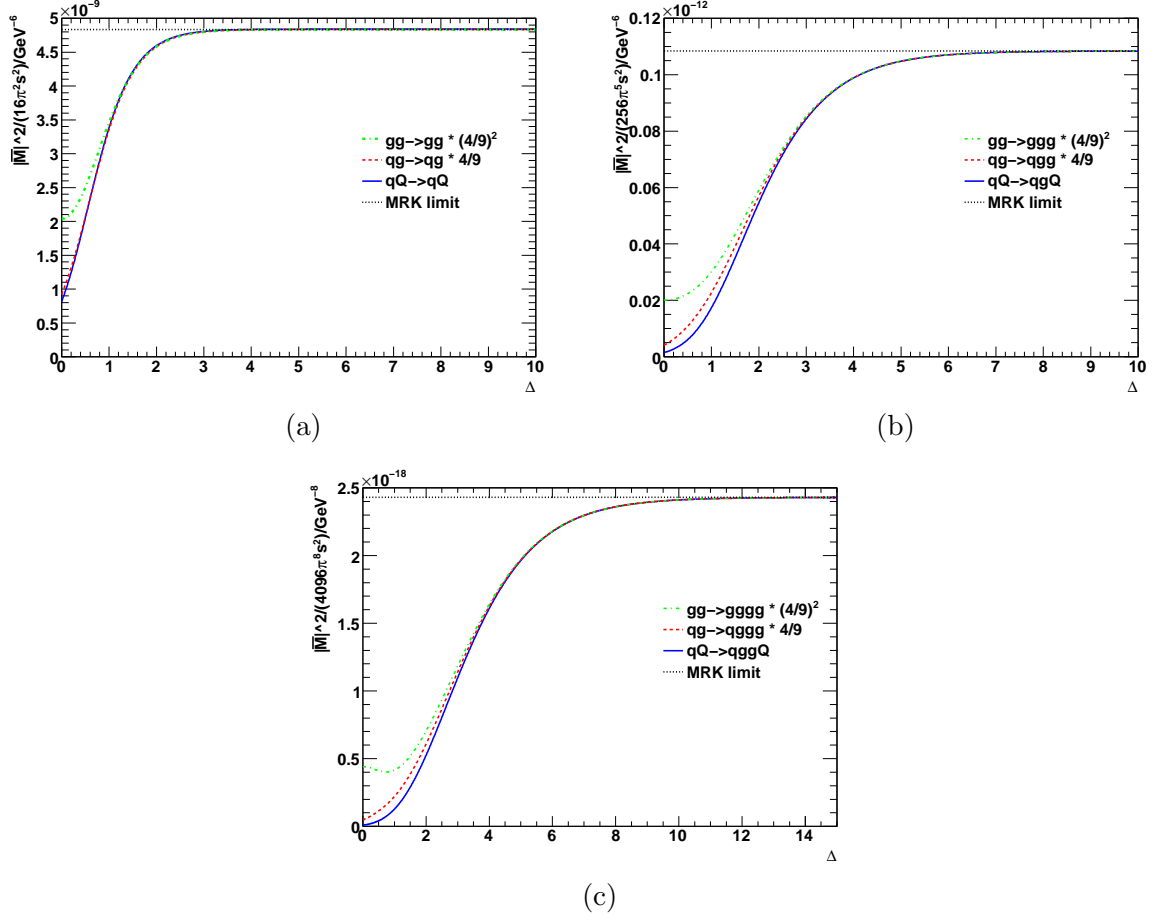 ×10⁻⁹
|M̅|^2/(16π²s²)/GeV⁻⁶
5
4.5
4
3.5
3
2.5
2
1.5
1
0.5
0
0 1 2 3 4 5 6 7 8 9 10
Δ
gg->gg * (4/9)²
qg->qg * 4/9
qQ->qQ
MRK limit
(a)
×10⁻¹²
|M̅|^2/(256π⁵s²)/GeV⁻⁶
0.12
0.1
0.08
0.06
0.04
0.02
0
0 1 2 3 4 5 6 7 8 9 10
Δ
gg->ggg * (4/9)²
qg->qgg * 4/9
qQ->qgQ
MRK limit
(b)
×10⁻¹⁸
|M̅|^2/(4096π⁸s²)/GeV⁻⁸
2.5
2
1.5
1
0.5
0
0 2 4 6 8 10 12 14
Δ
gg->gggg * (4/9)²
qg->qggg * 4/9
qQ->qggQ
MRK limit
(c)